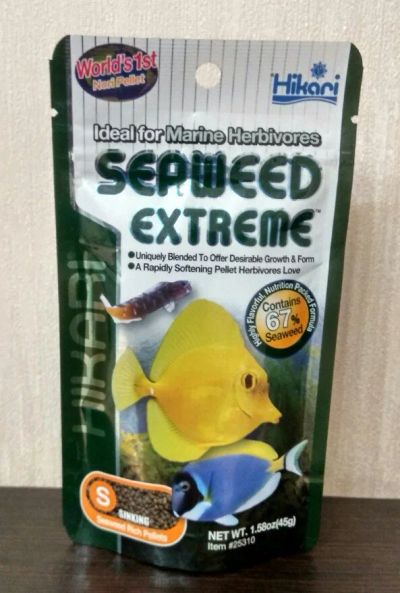 World's 1st
Nori Pellet
Hikari
Ideal for Marine Herbivores
SEAWEED
EXTREME™
●Uniquely Blended To Offer Desirable Growth & Form
●A Rapidly Softening Pellet Herbivores Love
Highly Flavorful, Nutrition Packed Formula
Contains
67%
Seaweed
HIKARI
S
SINKING
Seaweed Rich Pellets
NET WT. 1.58oz(45g)
Item #25310